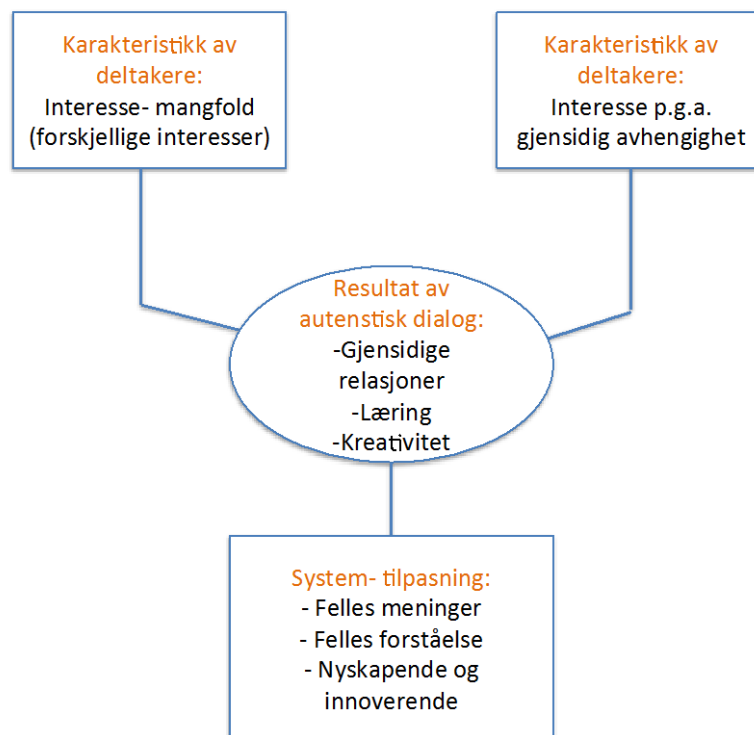 Karakteristikk av
deltakere:
Interesse- mangfold
(forskjellige interesser)
Karakteristikk av
deltakere:
Interesse p.g.a.
gjensidig avhengighet
Resultat av
autenstisk dialog:
-Gjensidige
relasjoner
-Læring
-Kreativitet
System- tilpasning:
- Felles meninger
- Felles forståelse
- Nyskapende og
innoverende